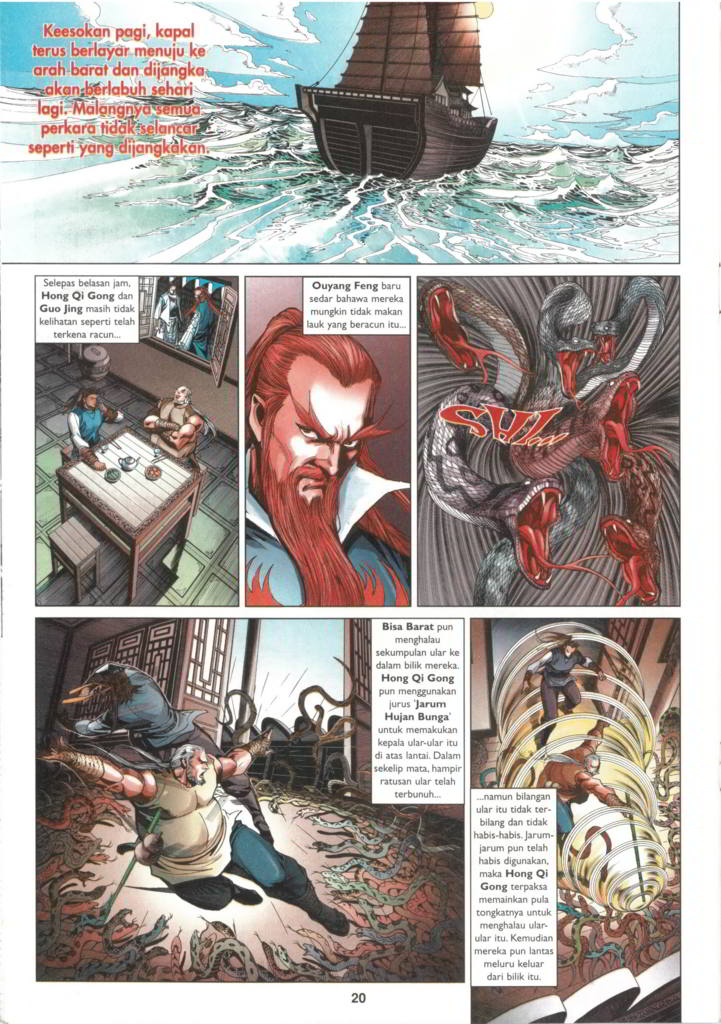 Keesokan pagi, kapal
terus berlayar menuju ke
arah barat dan dijangka
akan berlabuh sehari
lagi. Malangnya semua
perkara tidak selancar
seperti yang dijangkakan.
Selepas belasan jam,
Hong Qi Gong dan
Guo Jing masih tidak
kelihatan seperti telah
terkena racun...
Ouyang Feng baru
sedar bahawa mereka
mungkin tidak makan
lauk yang beracun itu...
SHI...
Bisa Barat pun
menghalau
sekumpulan ular ke
dalam bilik mereka.
Hong Qi Gong
pun menggunakan
jurus 'Jarum
Hujan Bunga'
untuk memakukan
kepala ular-ular itu
di atas lantai. Dalam
sekelip mata, hampir
ratusan ular telah
terbunuh...
...namun bilangan
ular itu tidak ter-
bilang dan tidak
habis-habis. Jarum-
jarum pun telah
habis digunakan,
maka Hong Qi
Gong terpaksa
memainkan pula
tongkatnya untuk
menghalau ular-
ular itu. Kemudian
mereka pun lantas
meluru keluar
dari bilik itu.
20